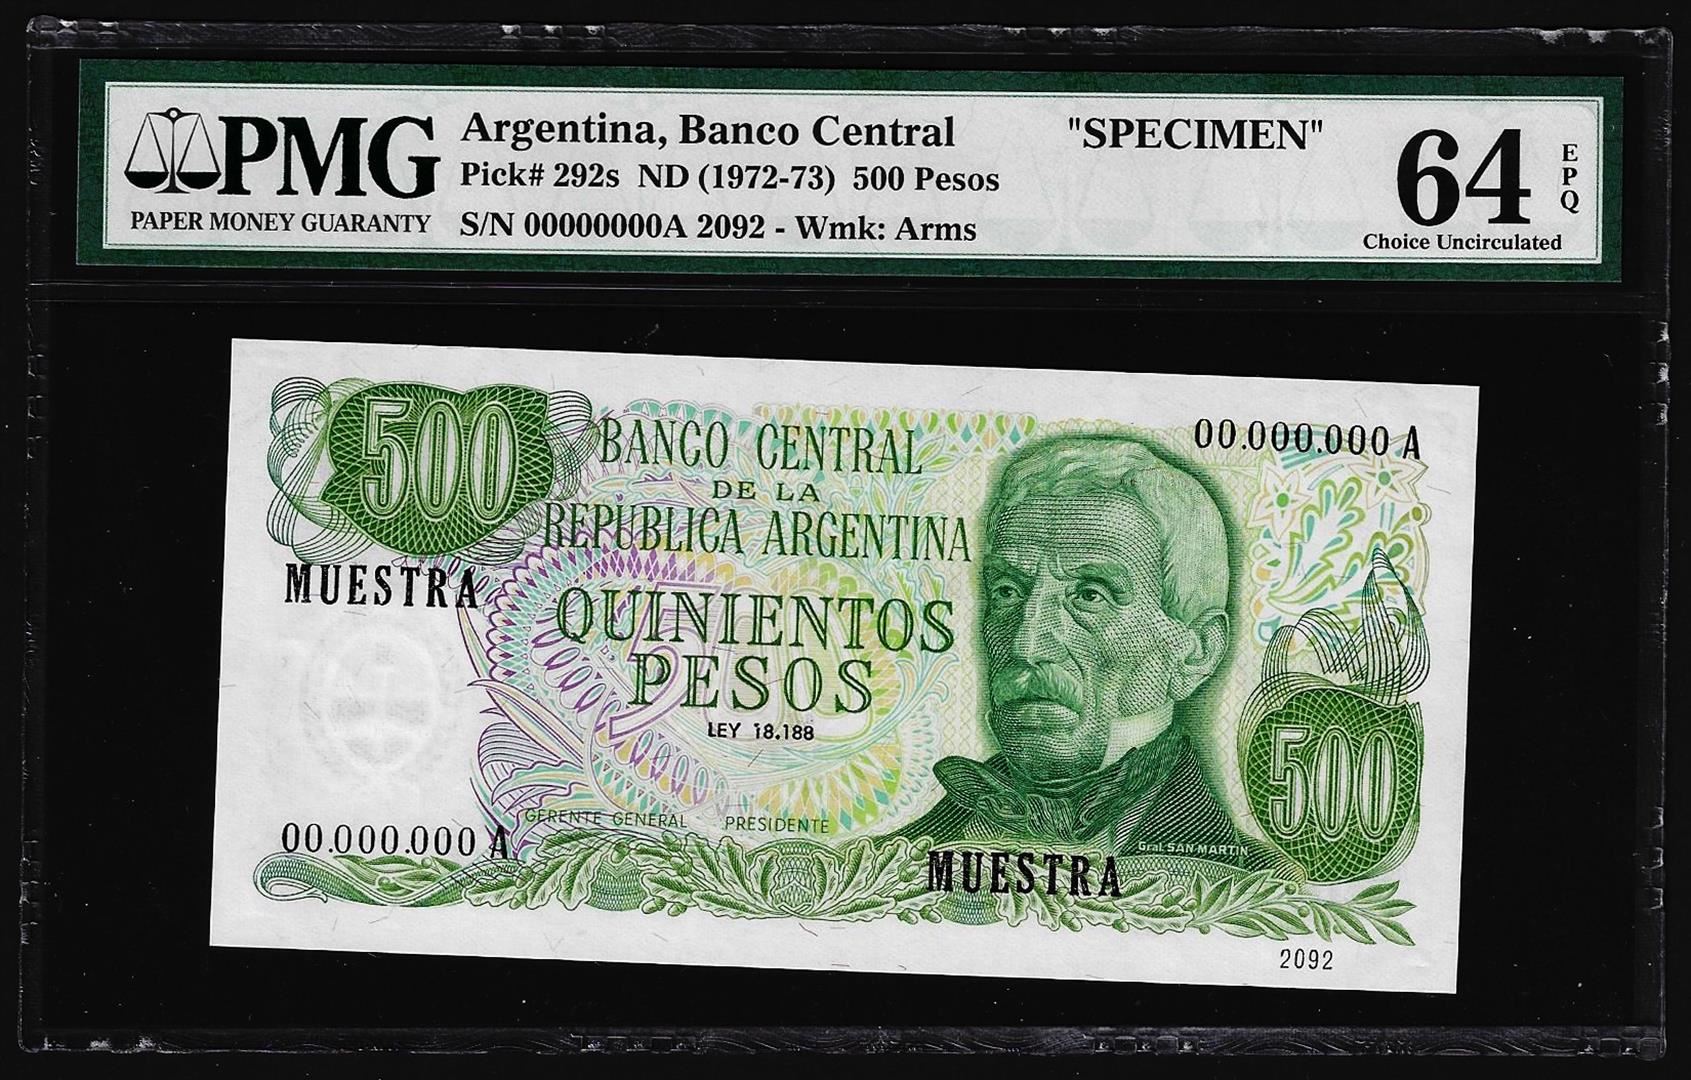 PMG
PAPER MONEY GUARANTY
Argentina, Banco Central "SPECIMEN"
Pick# 292s ND (1972-73) 500 Pesos
S/N 00000000A 2092 - Wmk: Arms
64
EPQ
Choice Uncirculated
500
BANCO CENTRAL
DE LA
REPUBLICA ARGENTINA
00.000.000 A
MUESTRA
QUINIENTOS
PESOS
LEY 18.188
500
GERENTE GENERAL PRESIDENTE
00.000.000 A
Gral. SAN MARTIN
MUESTRA
2092